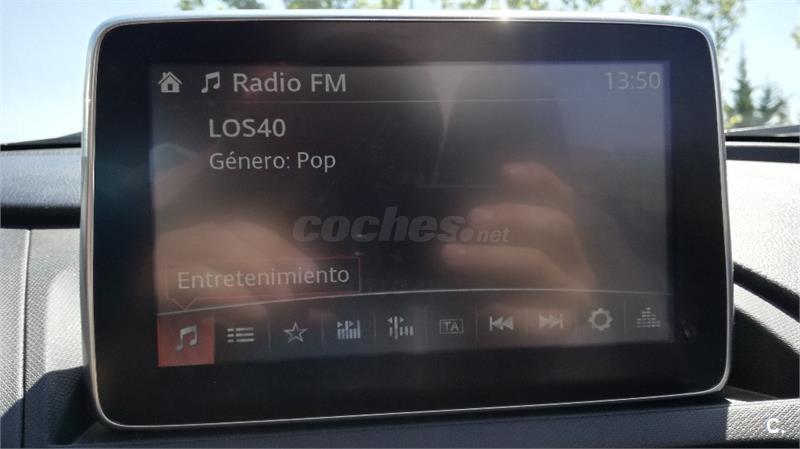 Radio FM 13:50
LOS40
Género: Pop
coches.net
Entretenimiento
TA
c.